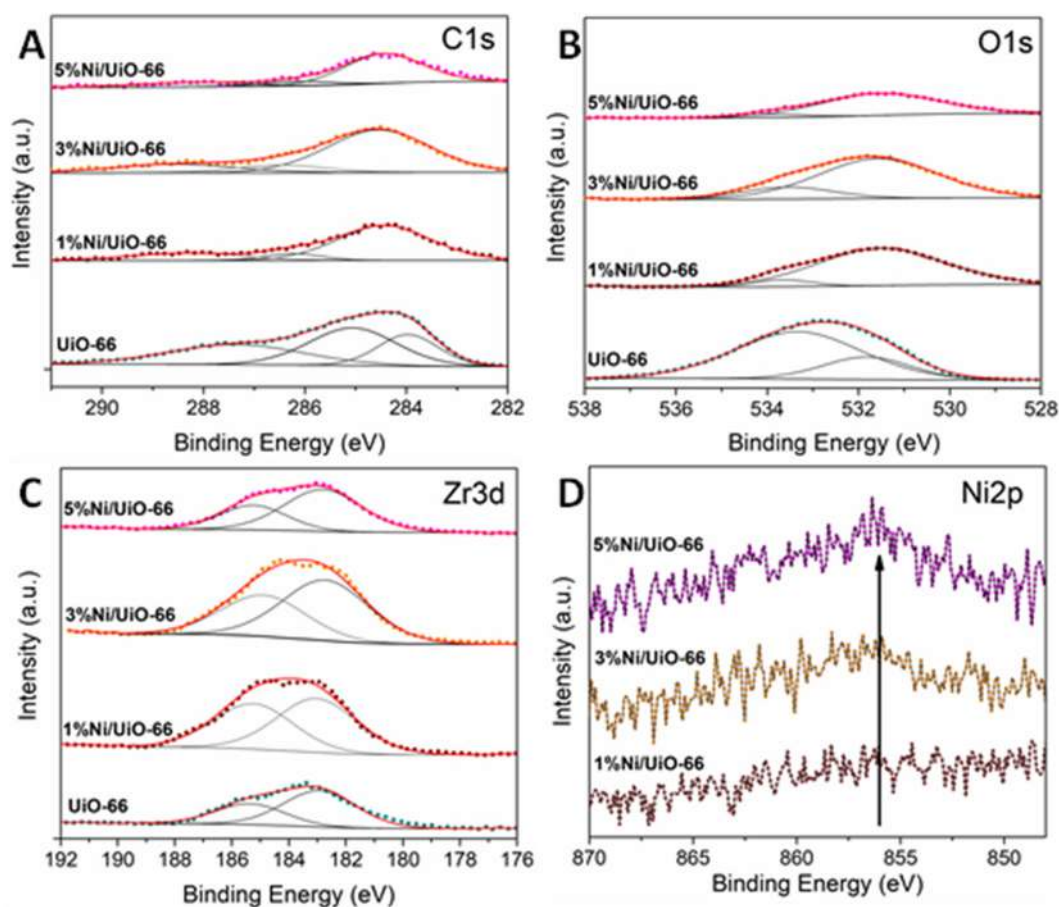 A
C1s
5%Ni/UiO-66
3%Ni/UiO-66
1%Ni/UiO-66
UiO-66
Intensity (a.u.)
290 288 286 284 282
Binding Energy (eV)
B
O1s
5%Ni/UiO-66
3%Ni/UiO-66
1%Ni/UiO-66
UiO-66
Intensity (a.u.)
538 536 534 532 530 528
Binding Energy (eV)
C
Zr3d
5%Ni/UiO-66
3%Ni/UiO-66
1%Ni/UiO-66
UiO-66
Intensity (a.u.)
192 190 188 186 184 182 180 178 176
Binding Energy (eV)
D
Ni2p
5%Ni/UiO-66
3%Ni/UiO-66
1%Ni/UiO-66
Intensity (a.u.)
870 865 860 855 850
Binding Energy (eV)